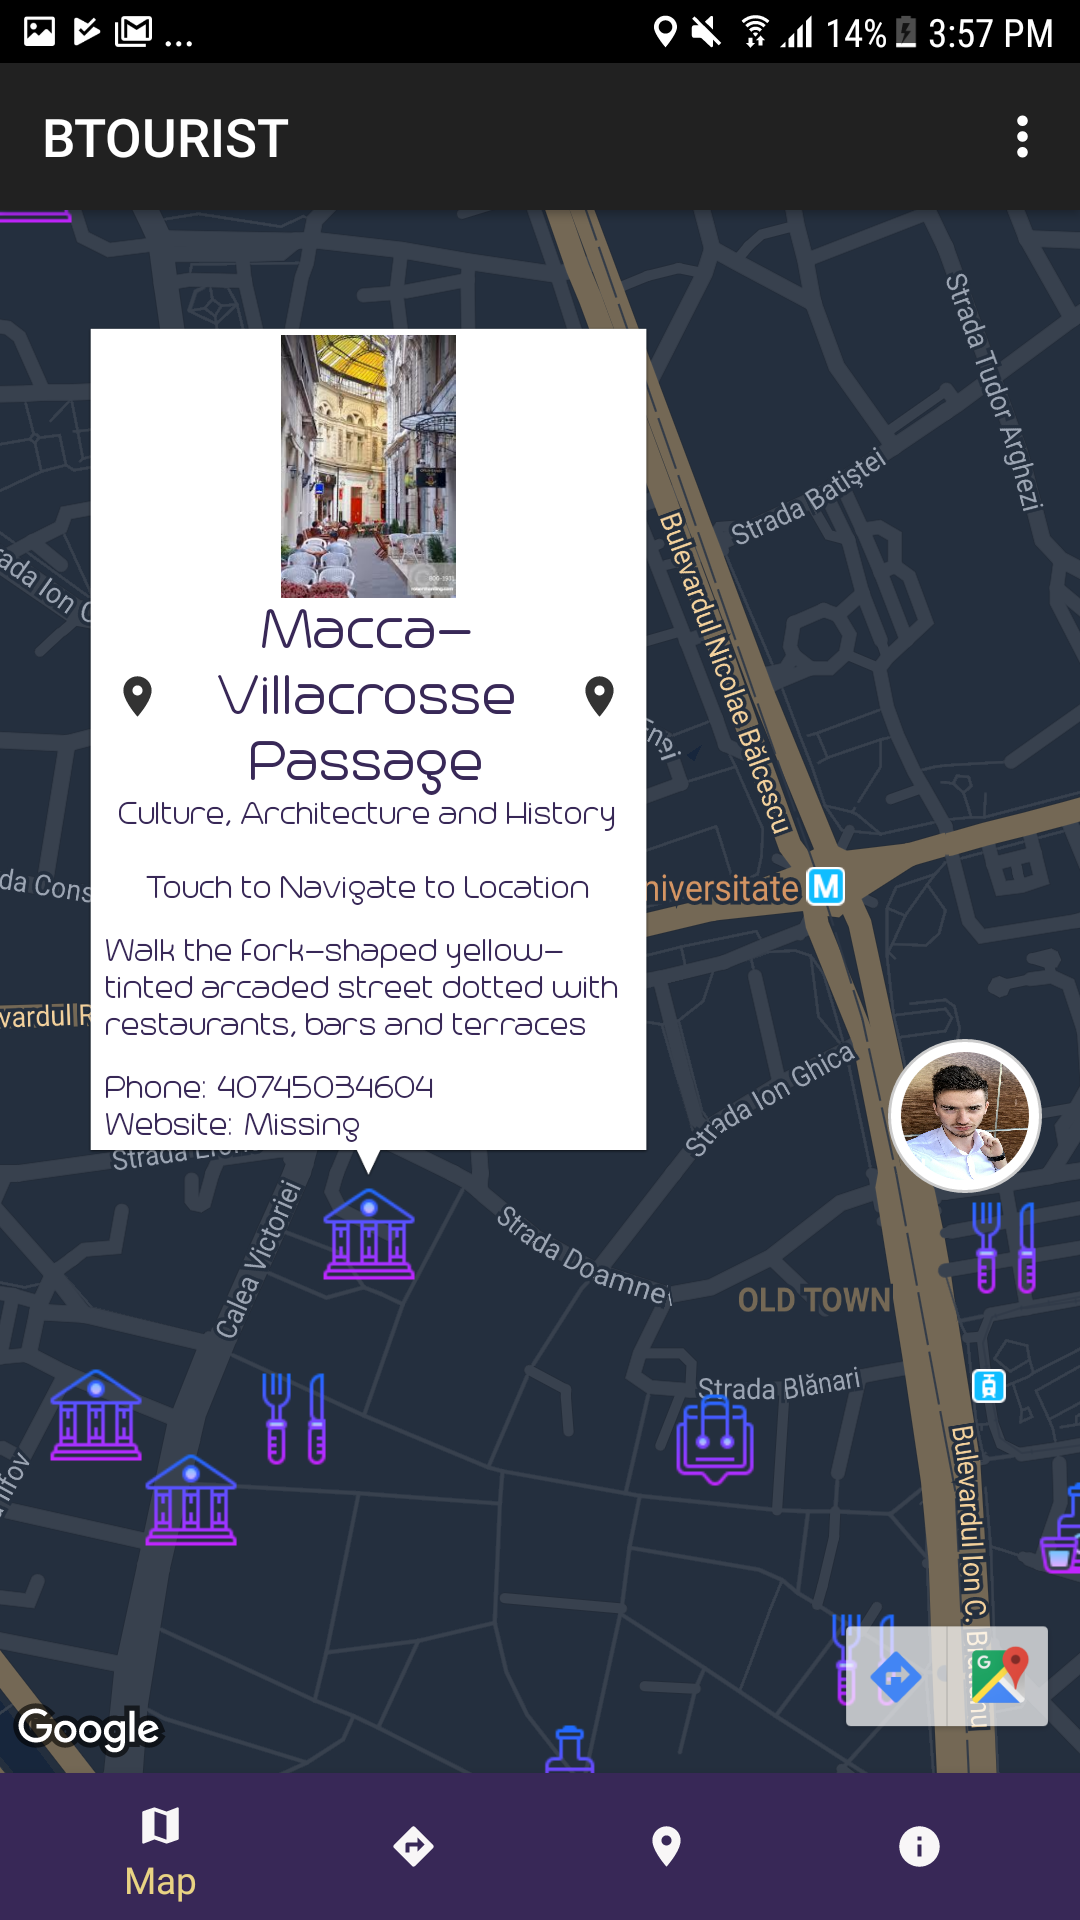 ... 14% 3:57 PM
BTOURIST
Strada Tudor Arghezi
Strada Batiștei
Bulevardul Nicolae Bălcescu
Macca-
Villacrosse
Passage
Culture, Architecture and History
Touch to Navigate to Location
Walk the fork-shaped yellow-
tinted arcaded street dotted with
restaurants, bars and terraces
Phone: 40745034604
Website: Missing
rada Ion C
Enei
da Cons
niversitate M
vardul R
Strada Ion Ghica
Calea Victoriei
Strada Doamnei
OLD TOWN
Strada Blănari
Bulevardul Ion C. B
Google
G
Map